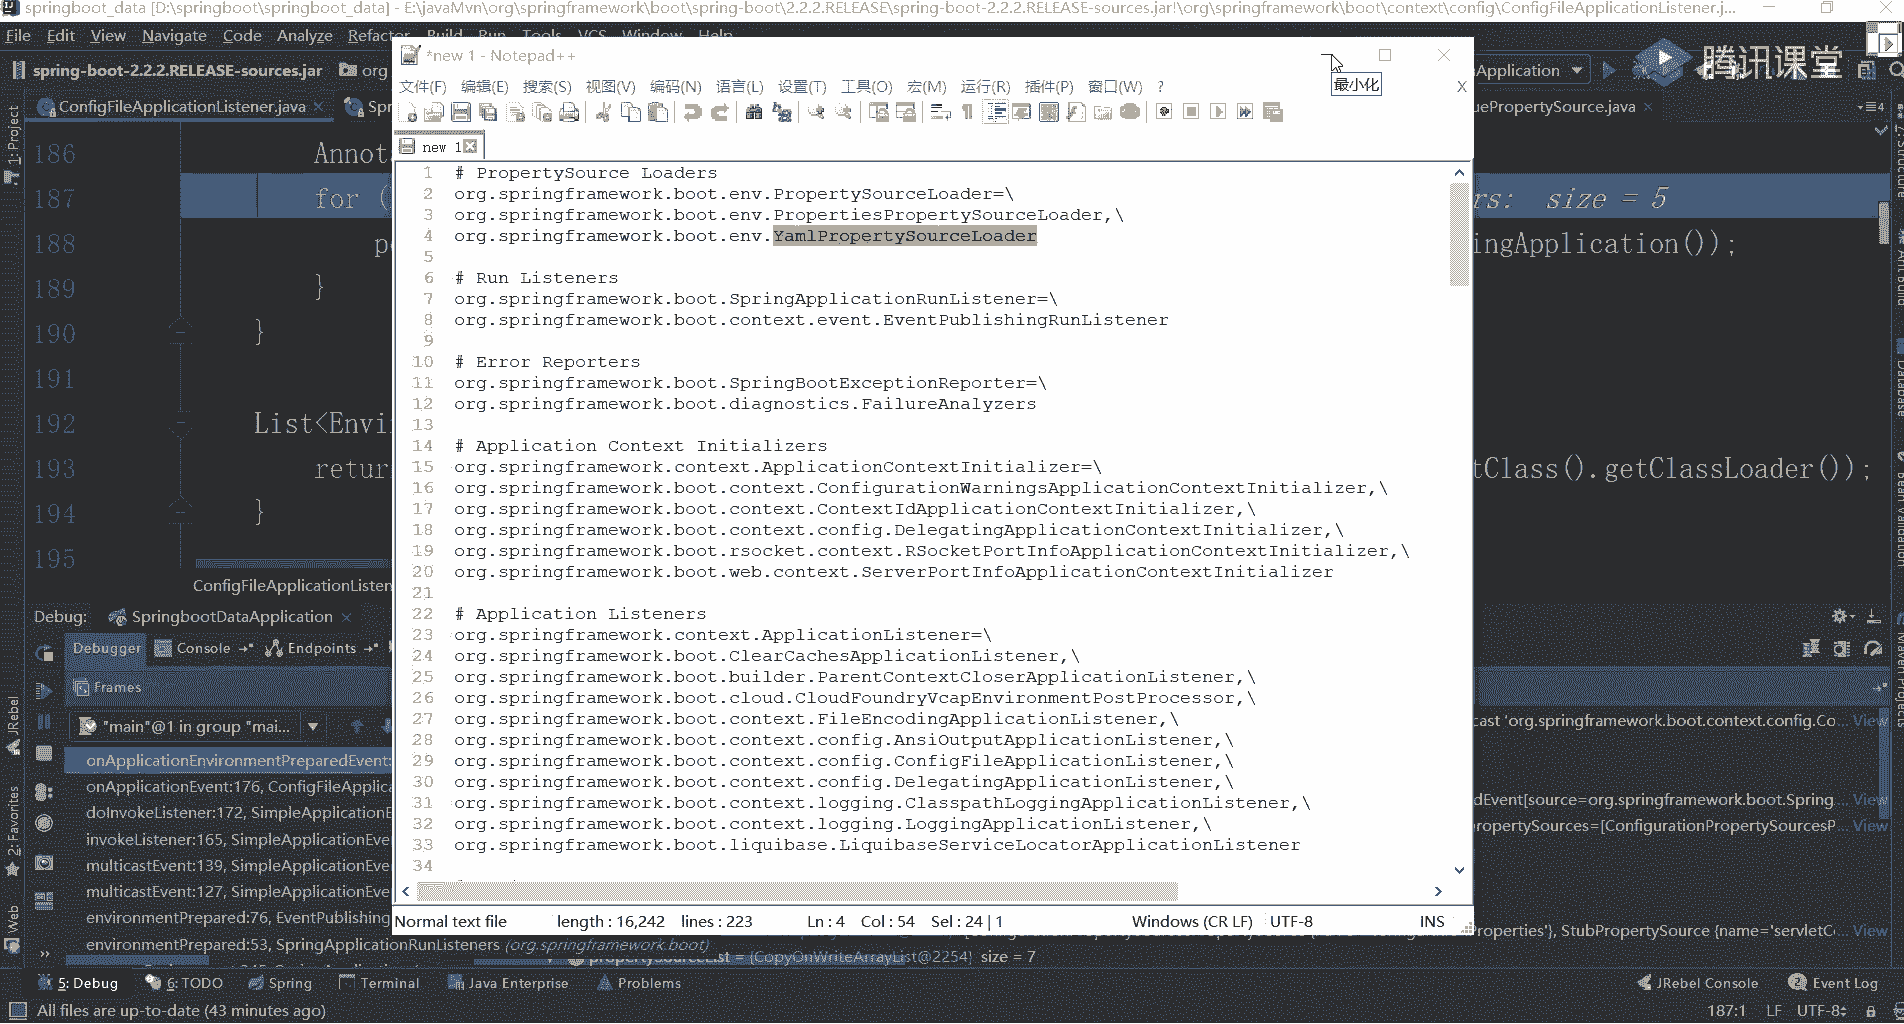 springboot_data [D:\springboot\springboot_data] - E:\javaMvn\org\springframework\boot\spring-boot\2.2.2.RELEASE\spring-boot-2.2.2.RELEASE-sources.jar!\org\springframework\boot\context\config\ConfigFileApplicationListener.j...
File Edit View Navigate Code Analyze Refactor Build Run Tools VCS Window Help
spring-boot-2.2.2.RELEASE-sources.jar org
Application
腾讯课堂
ConfigFileApplicationListener.java
uePropertySource.java
1: Project
*new 1 - Notepad++
最小化
文件(F) 编辑(E) 搜索(S) 视图(V) 编码(N) 语言(L) 设置(T) 工具(O) 宏(M) 运行(R) 插件(P) 窗口(W) ? X
new 1
1 # PropertySource Loaders
2 org.springframework.boot.env.PropertySourceLoader=\
3 org.springframework.boot.env.PropertiesPropertySourceLoader,\
4 org.springframework.boot.env.YamlPropertySourceLoader
5
6 # Run Listeners
7 org.springframework.boot.SpringApplicationRunListener=\
8 org.springframework.boot.context.event.EventPublishingRunListener
9
10 # Error Reporters
11 org.springframework.boot.SpringBootExceptionReporter=\
12 org.springframework.boot.diagnostics.FailureAnalyzers
13
14 # Application Context Initializers
15 org.springframework.context.ApplicationContextInitializer=\
16 org.springframework.boot.context.ConfigurationWarningsApplicationContextInitializer,\
17 org.springframework.boot.context.ContextIdApplicationContextInitializer,\
18 org.springframework.boot.context.config.DelegatingApplicationContextInitializer,\
19 org.springframework.boot.rsocket.context.RSocketPortInfoApplicationContextInitializer,\
20 org.springframework.boot.web.context.ServerPortInfoApplicationContextInitializer
21
22 # Application Listeners
23 org.springframework.context.ApplicationListener=\
24 org.springframework.boot.ClearCachesApplicationListener,\
25 org.springframework.boot.builder.ParentContextCloserApplicationListener,\
26 org.springframework.boot.cloud.CloudFoundryVcapEnvironmentPostProcessor,\
27 org.springframework.boot.context.FileEncodingApplicationListener,\
28 org.springframework.boot.context.config.AnsiOutputApplicationListener,\
29 org.springframework.boot.context.config.ConfigFileApplicationListener,\
30 org.springframework.boot.context.config.DelegatingApplicationListener,\
31 org.springframework.boot.context.logging.ClasspathLoggingApplicationListener,\
32 org.springframework.boot.context.logging.LoggingApplicationListener,\
33 org.springframework.boot.liquibase.LiquibaseServiceLocatorApplicationListener
34
Normal text file length : 16,242 lines : 223 Ln : 4 Col : 54 Sel : 24 | 1 Windows (CR LF) UTF-8 INS
186 Annot
187 for ( rs: size = 5
188 p ingApplication());
189 }
190 }
191
192 List<Envi
193 retur tClass().getClassLoader());
194 }
195
ConfigFileApplicationListen
Debug: SpringbootDataApplication
Debugger Console Endpoints
Frames
"main"@1 in group "mai...
onApplicationEnvironmentPreparedEvent:
onApplicationEvent:176, ConfigFileApplica
doInvokeListener:172, SimpleApplicationE
invokeListener:165, SimpleApplicationEve
multicastEvent:139, SimpleApplicationEve
multicastEvent:127, SimpleApplicationEve
environmentPrepared:76, EventPublishing
environmentPrepared:53, SpringApplicationRunListeners (org.springframework.boot)
cast 'org.springframework.boot.context.config.Co... View
dEvent[source=org.springframework.boot.Spring... View
ropertySources=[ConfigurationPropertySourcesP... View
roperties'}, StubPropertySource {name='servletC... View
propertySourceList = {CopyOnWriteArrayList@2254} size = 7
JRebel
2: Favorites
Web
Database
Bean Validation
5: Debug 6: TODO Spring Terminal Java Enterprise Problems JRebel Console Event Log
All files are up-to-date (43 minutes ago) 187:1 LF UTF-8